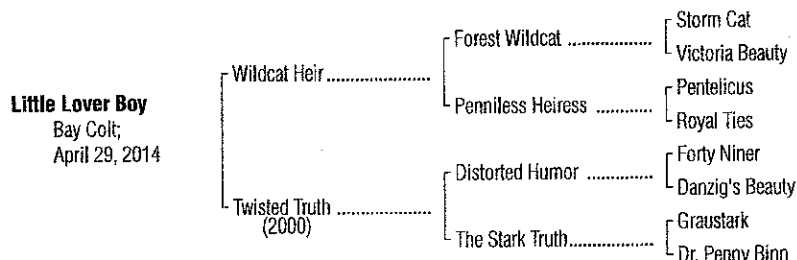 Little Lover Boy
Bay Colt;
April 29, 2014
Wildcat Heir
Twisted Truth
(2000)
Forest Wildcat
Penniless Heiress
Distorted Humor
The Stark Truth
Storm Cat
Victoria Beauty
Pentelicus
Royal Ties
Forty Niner
Danzig's Beauty
Graustark
Dr. Penny Binn